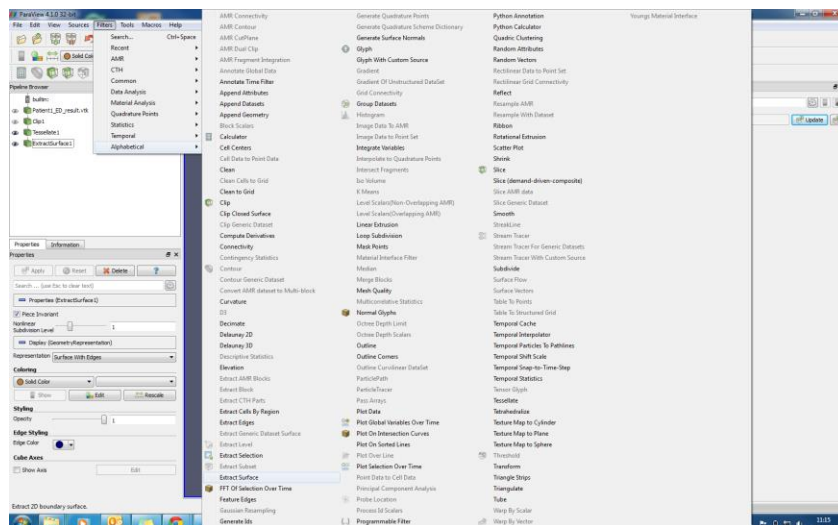 ParaView 4.1.0 32-bit
File Edit View Sources Filters Tools Macros Help
Search... Ctrl+Space
Recent
AMR
CTH
Common
Data Analysis
Material Analysis
Quadrature Points
Statistics
Temporal
Alphabetical
Solid Col
Pipeline Browser
builtin:
Patient1_ED_result.vtk
Clip1
Tessellate1
ExtractSurface1
Properties Information
Properties
Apply Reset Delete ?
Search ... (use Esc to clear text)
Properties (ExtractSurface1)
Piece Invariant
Nonlinear
Subdivision Level 1
Display (GeometryRepresentation)
Representation Surface With Edges
Coloring
Solid Color
Show Edit Rescale
Styling
Opacity 1
Edge Styling
Edge Color
Cube Axes
Show Axis Edit
Extract 2D boundary surface.
AMR Connectivity
AMR Contour
AMR CutPlane
AMR Dual Clip
AMR Fragment Integration
Annotate Global Data
Annotate Time Filter
Append Attributes
Append Datasets
Append Geometry
Block Scalars
Calculator
Cell Centers
Cell Data to Point Data
Clean
Clean Cells to Grid
Clean to Grid
Clip
Clip Closed Surface
Clip Generic Dataset
Compute Derivatives
Connectivity
Contingency Statistics
Contour
Contour Generic Dataset
Convert AMR dataset to Multi-block
Curvature
D3
Decimate
Delaunay 2D
Delaunay 3D
Descriptive Statistics
Elevation
Extract AMR Blocks
Extract Block
Extract CTH Parts
Extract Cells By Region
Extract Edges
Extract Generic Dataset Surface
Extract Level
Extract Selection
Extract Subset
Extract Surface
FFT Of Selection Over Time
Feature Edges
Gaussian Resampling
Generate Ids
Generate Quadrature Points
Generate Quadrature Scheme Dictionary
Generate Surface Normals
Glyph
Glyph With Custom Source
Gradient
Gradient Of Unstructured DataSet
Grid Connectivity
Group Datasets
Histogram
Image Data To AMR
Image Data to Point Set
Integrate Variables
Interpolate to Quadrature Points
Intersect Fragments
Iso Volume
K Means
Level Scalars(Non-Overlapping AMR)
Level Scalars(Overlapping AMR)
Linear Extrusion
Loop Subdivision
Mask Points
Material Interface Filter
Median
Merge Blocks
Mesh Quality
Multicorrelative Statistics
Normal Glyphs
Octree Depth Limit
Octree Depth Scalars
Outline
Outline Corners
Outline Curvilinear DataSet
ParticlePath
ParticleTracer
Pass Arrays
Plot Data
Plot Global Variables Over Time
Plot On Intersection Curves
Plot On Sorted Lines
Plot Over Line
Plot Selection Over Time
Point Data to Cell Data
Principal Component Analysis
Probe Location
Process Id Scalars
Programmable Filter
Python Annotation
Python Calculator
Quadric Clustering
Random Attributes
Random Vectors
Rectilinear Data to Point Set
Rectilinear Grid Connectivity
Reflect
Resample AMR
Resample With Dataset
Ribbon
Rotational Extrusion
Scatter Plot
Shrink
Slice
Slice (demand-driven-composite)
Slice AMR data
Slice Generic Dataset
Smooth
StreakLine
Stream Tracer
Stream Tracer For Generic Datasets
Stream Tracer With Custom Source
Subdivide
Surface Flow
Surface Vectors
Table To Points
Table To Structured Grid
Temporal Cache
Temporal Interpolator
Temporal Particles To Pathlines
Temporal Shift Scale
Temporal Snap-to-Time-Step
Temporal Statistics
Tensor Glyph
Tessellate
Tetrahedralize
Texture Map to Cylinder
Texture Map to Plane
Texture Map to Sphere
Threshold
Transform
Triangle Strips
Triangulate
Tube
Warp By Scalar
Warp By Vector
Youngs Material Interface
Update
11:15